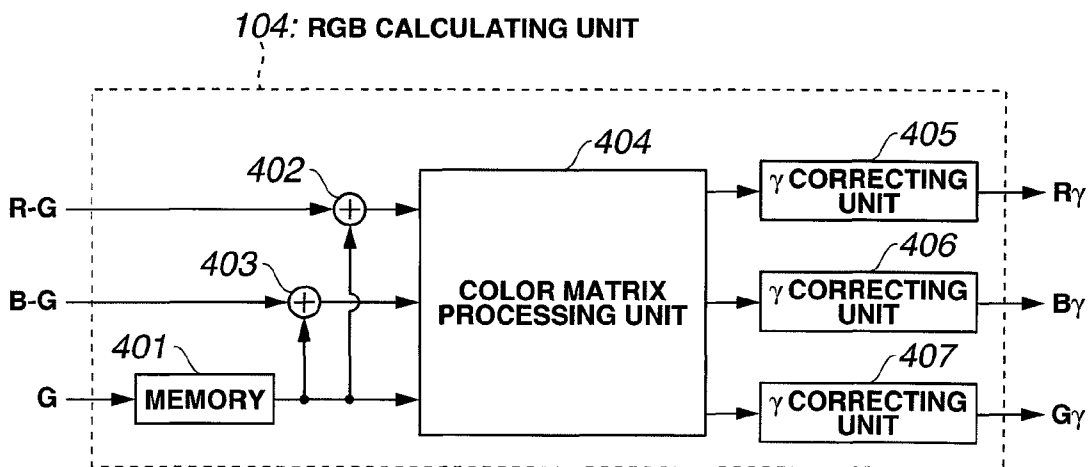 104: RGB CALCULATING UNIT
402
404
405
R-G
γ CORRECTING
UNIT
Rγ
403
406
B-G
COLOR MATRIX
PROCESSING UNIT
γ CORRECTING
UNIT
Bγ
401
407
G
MEMORY
γ CORRECTING
UNIT
Gγ